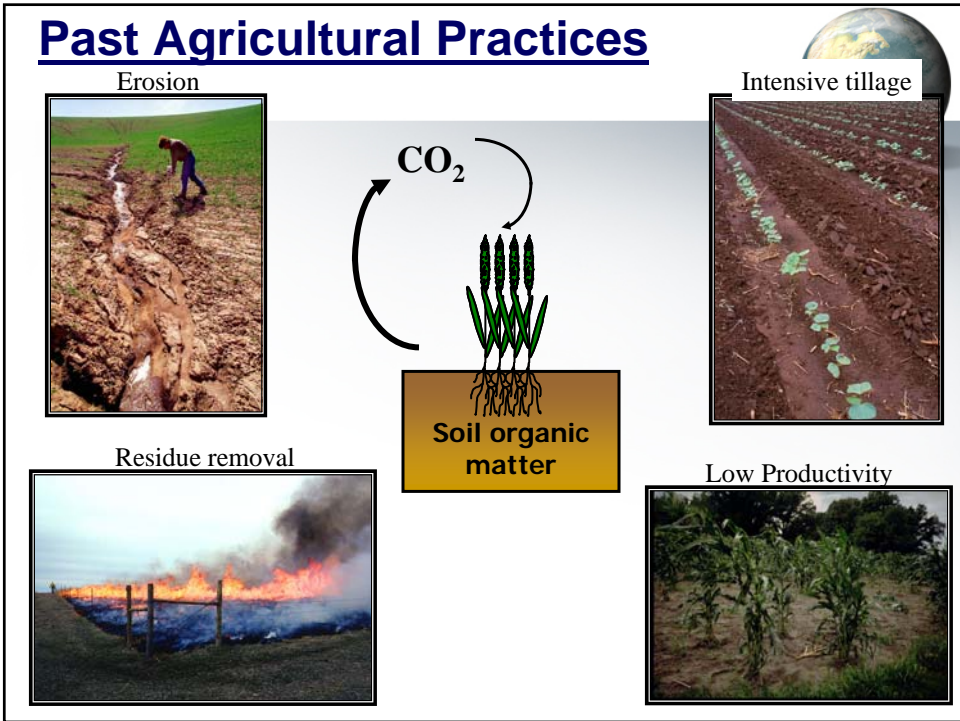 Past Agricultural Practices
Erosion
Intensive tillage
CO₂
Soil organic
matter
Residue removal
Low Productivity